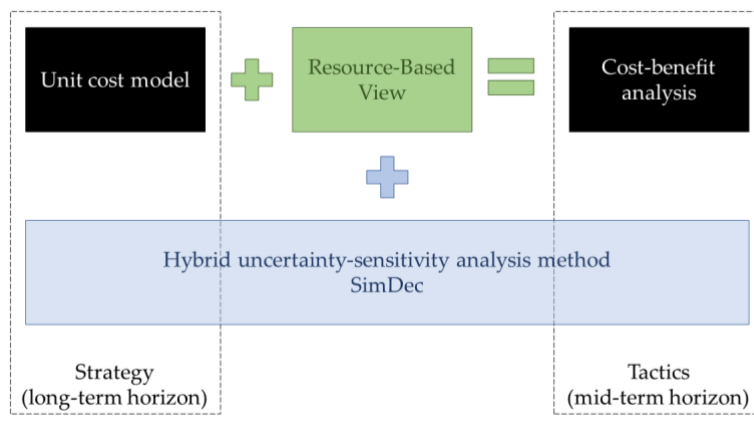 Unit cost model
Resource-Based
View
Cost-benefit
analysis
Hybrid uncertainty-sensitivity analysis method
SimDec
Strategy
(long-term horizon)
Tactics
(mid-term horizon)